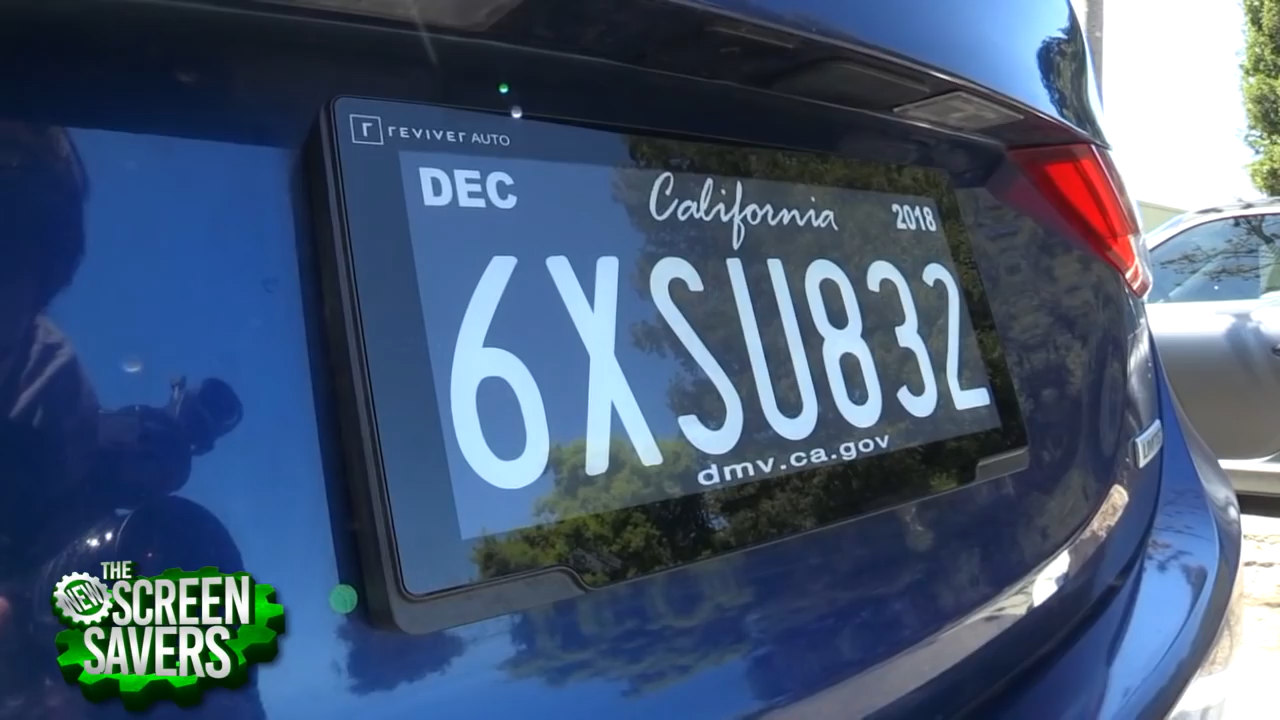 r reviver AUTO
DEC California 2018
6XSU832
dmv.ca.gov
THE
NEW SCREEN
SAVERS